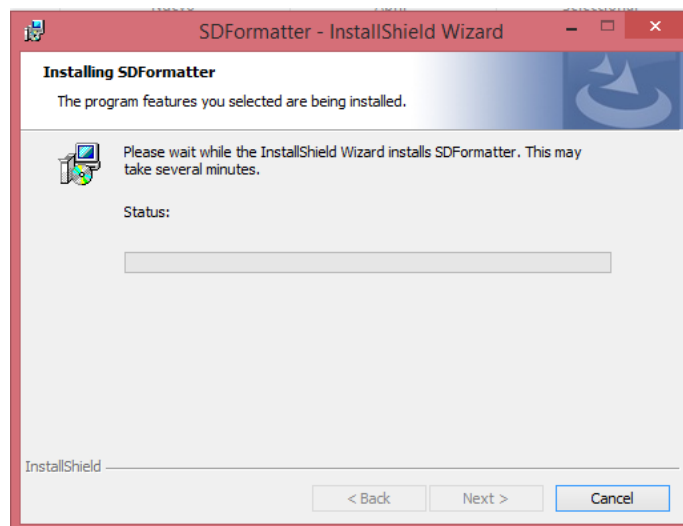 SDFormatter - InstallShield Wizard
Installing SDFormatter
The program features you selected are being installed.
Please wait while the InstallShield Wizard installs SDFormatter. This may
take several minutes.
Status:
InstallShield
< Back
Next >
Cancel